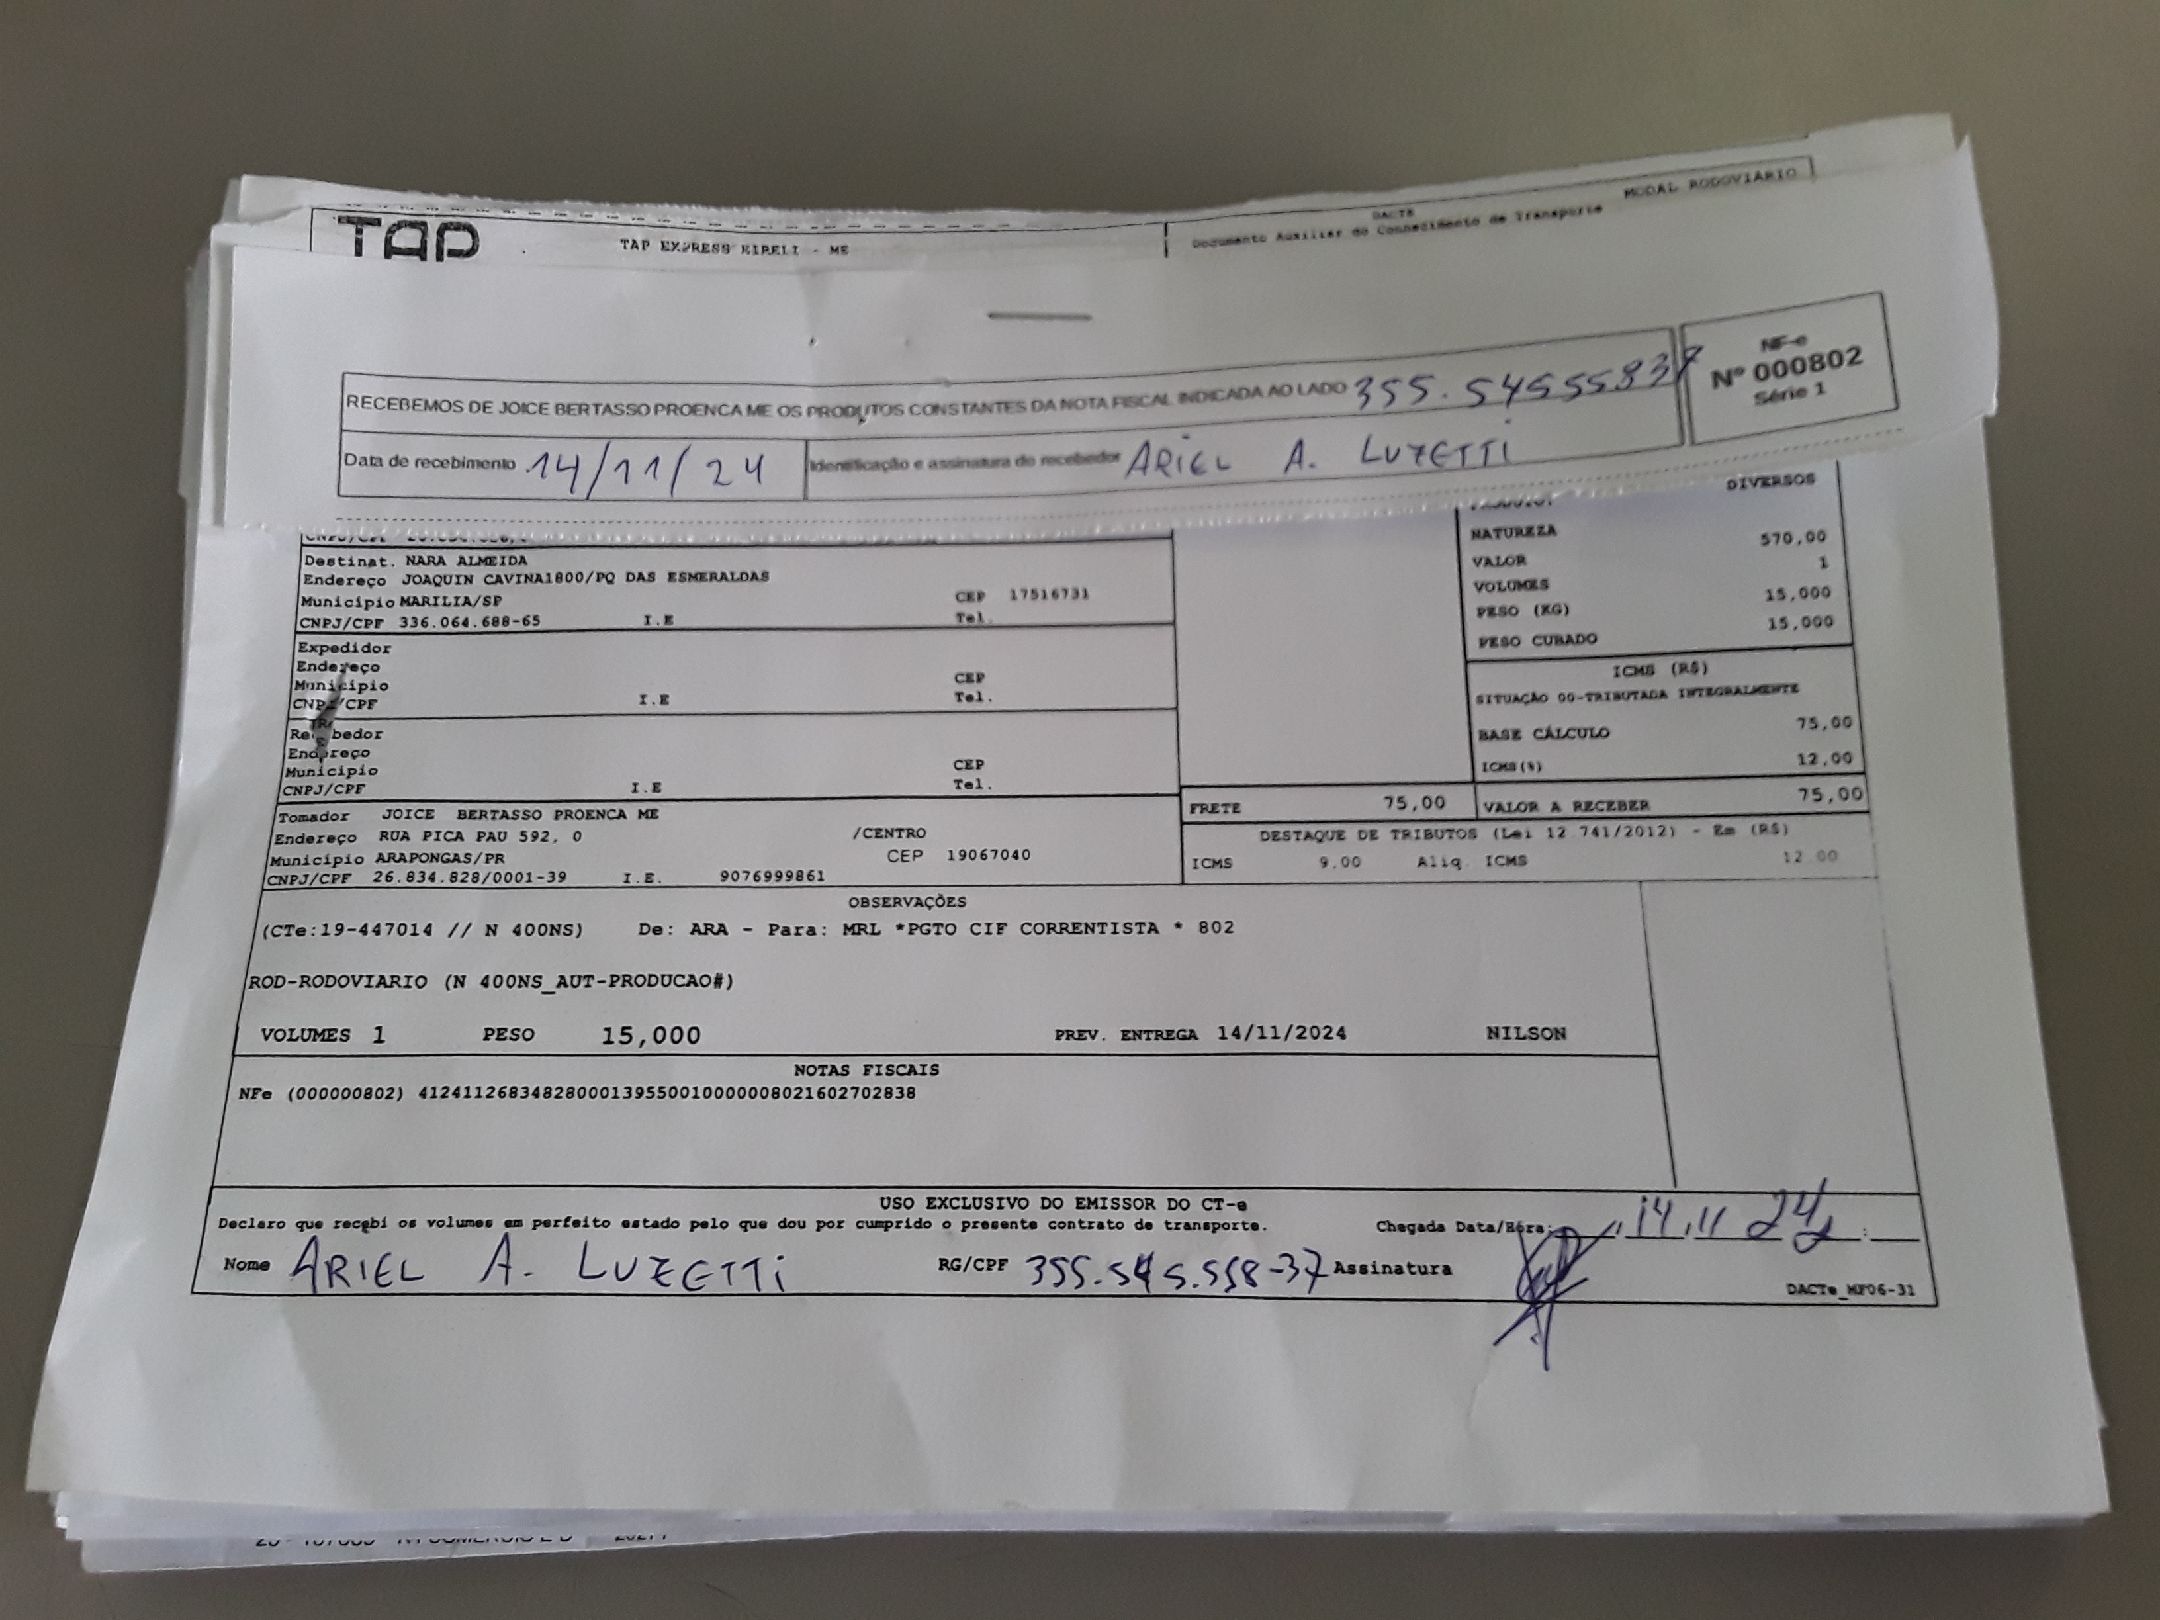 MODAL RODOVIÁRIO
TAP
TAP EXPRESS EIRELI - ME
DACTE
Documento Auxiliar do Conhecimento de Transporte
RECEBEMOS DE JOICE BERTASSO PROENCA ME OS PRODUTOS CONSTANTES DA NOTA FISCAL INDICADA AO LADO 355.54555837
NF-e
Nº 000802
Série 1
Data de recebimento 14/11/24
Identificação e assinatura do recebedor ARIEL A. LUZETTI
DIVERSOS
Destinat. NARA ALMEIDA
Endereço JOAQUIN CAVINA1800/PQ DAS ESMERALDAS
Município MARILIA/SP CEP 17516731
CNPJ/CPF 336.064.688-65 I.E Tel.
NATUREZA
VALOR 570,00
VOLUMES 1
PESO (KG) 15,000
PESO CUBADO 15,000
Expedidor
Endereço
Município CEP
CNPJ/CPF I.E Tel.
ICMS (R$)
SITUAÇÃO 00-TRIBUTADA INTEGRALMENTE
BASE CÁLCULO 75,00
ICMS(%) 12,00
Recebedor
Endereço
Município CEP
CNPJ/CPF I.E Tel.
FRETE 75,00 VALOR A RECEBER 75,00
Tomador JOICE BERTASSO PROENCA ME
Endereço RUA PICA PAU 592, 0 /CENTRO
Município ARAPONGAS/PR CEP 19067040
CNPJ/CPF 26.834.828/0001-39 I.E. 9076999861
DESTAQUE DE TRIBUTOS (Lei 12.741/2012) - Em (R$)
ICMS 9.00 Aliq. ICMS 12.00
OBSERVAÇÕES
(CTe:19-447014 // N 400NS) De: ARA - Para: MRL *PGTO CIF CORRENTISTA * 802
ROD-RODOVIARIO (N 400NS_AUT-PRODUCAO#)
VOLUMES 1 PESO 15,000 PREV. ENTREGA 14/11/2024 NILSON
NOTAS FISCAIS
NFe (000000802) 41241126834828000139550010000008021602702838
USO EXCLUSIVO DO EMISSOR DO CT-e
Declaro que recebi os volumes em perfeito estado pelo que dou por cumprido o presente contrato de transporte. Chegada Data/Hora: 14 11 24
Nome ARIEL A. LUZETTI RG/CPF 355.545.558-37 Assinatura
DACTe_MF06-31